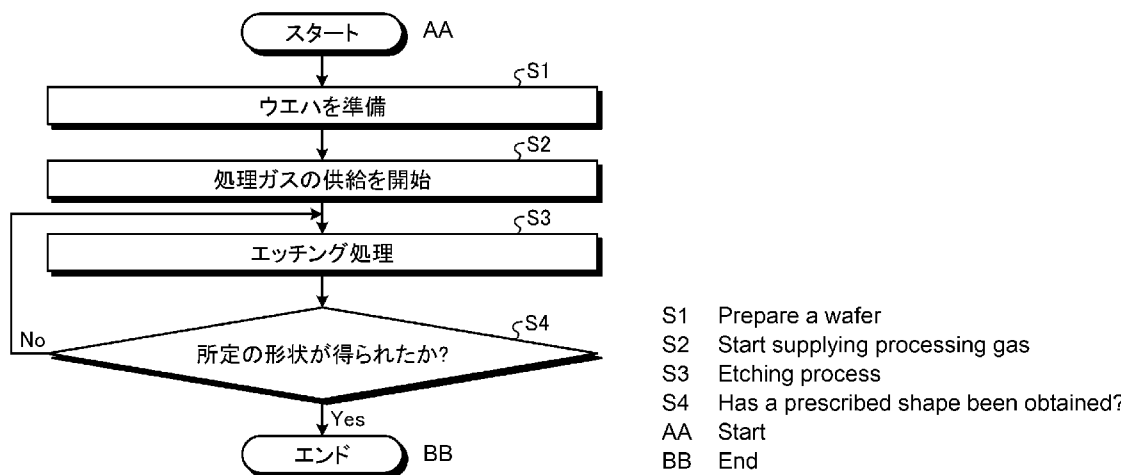 スタート AA
S1
ウエハを準備
S2
処理ガスの供給を開始
S3
エッチング処理
S4
No
所定の形状が得られたか?
Yes
エンド BB
S1 Prepare a wafer
S2 Start supplying processing gas
S3 Etching process
S4 Has a prescribed shape been obtained?
AA Start
BB End